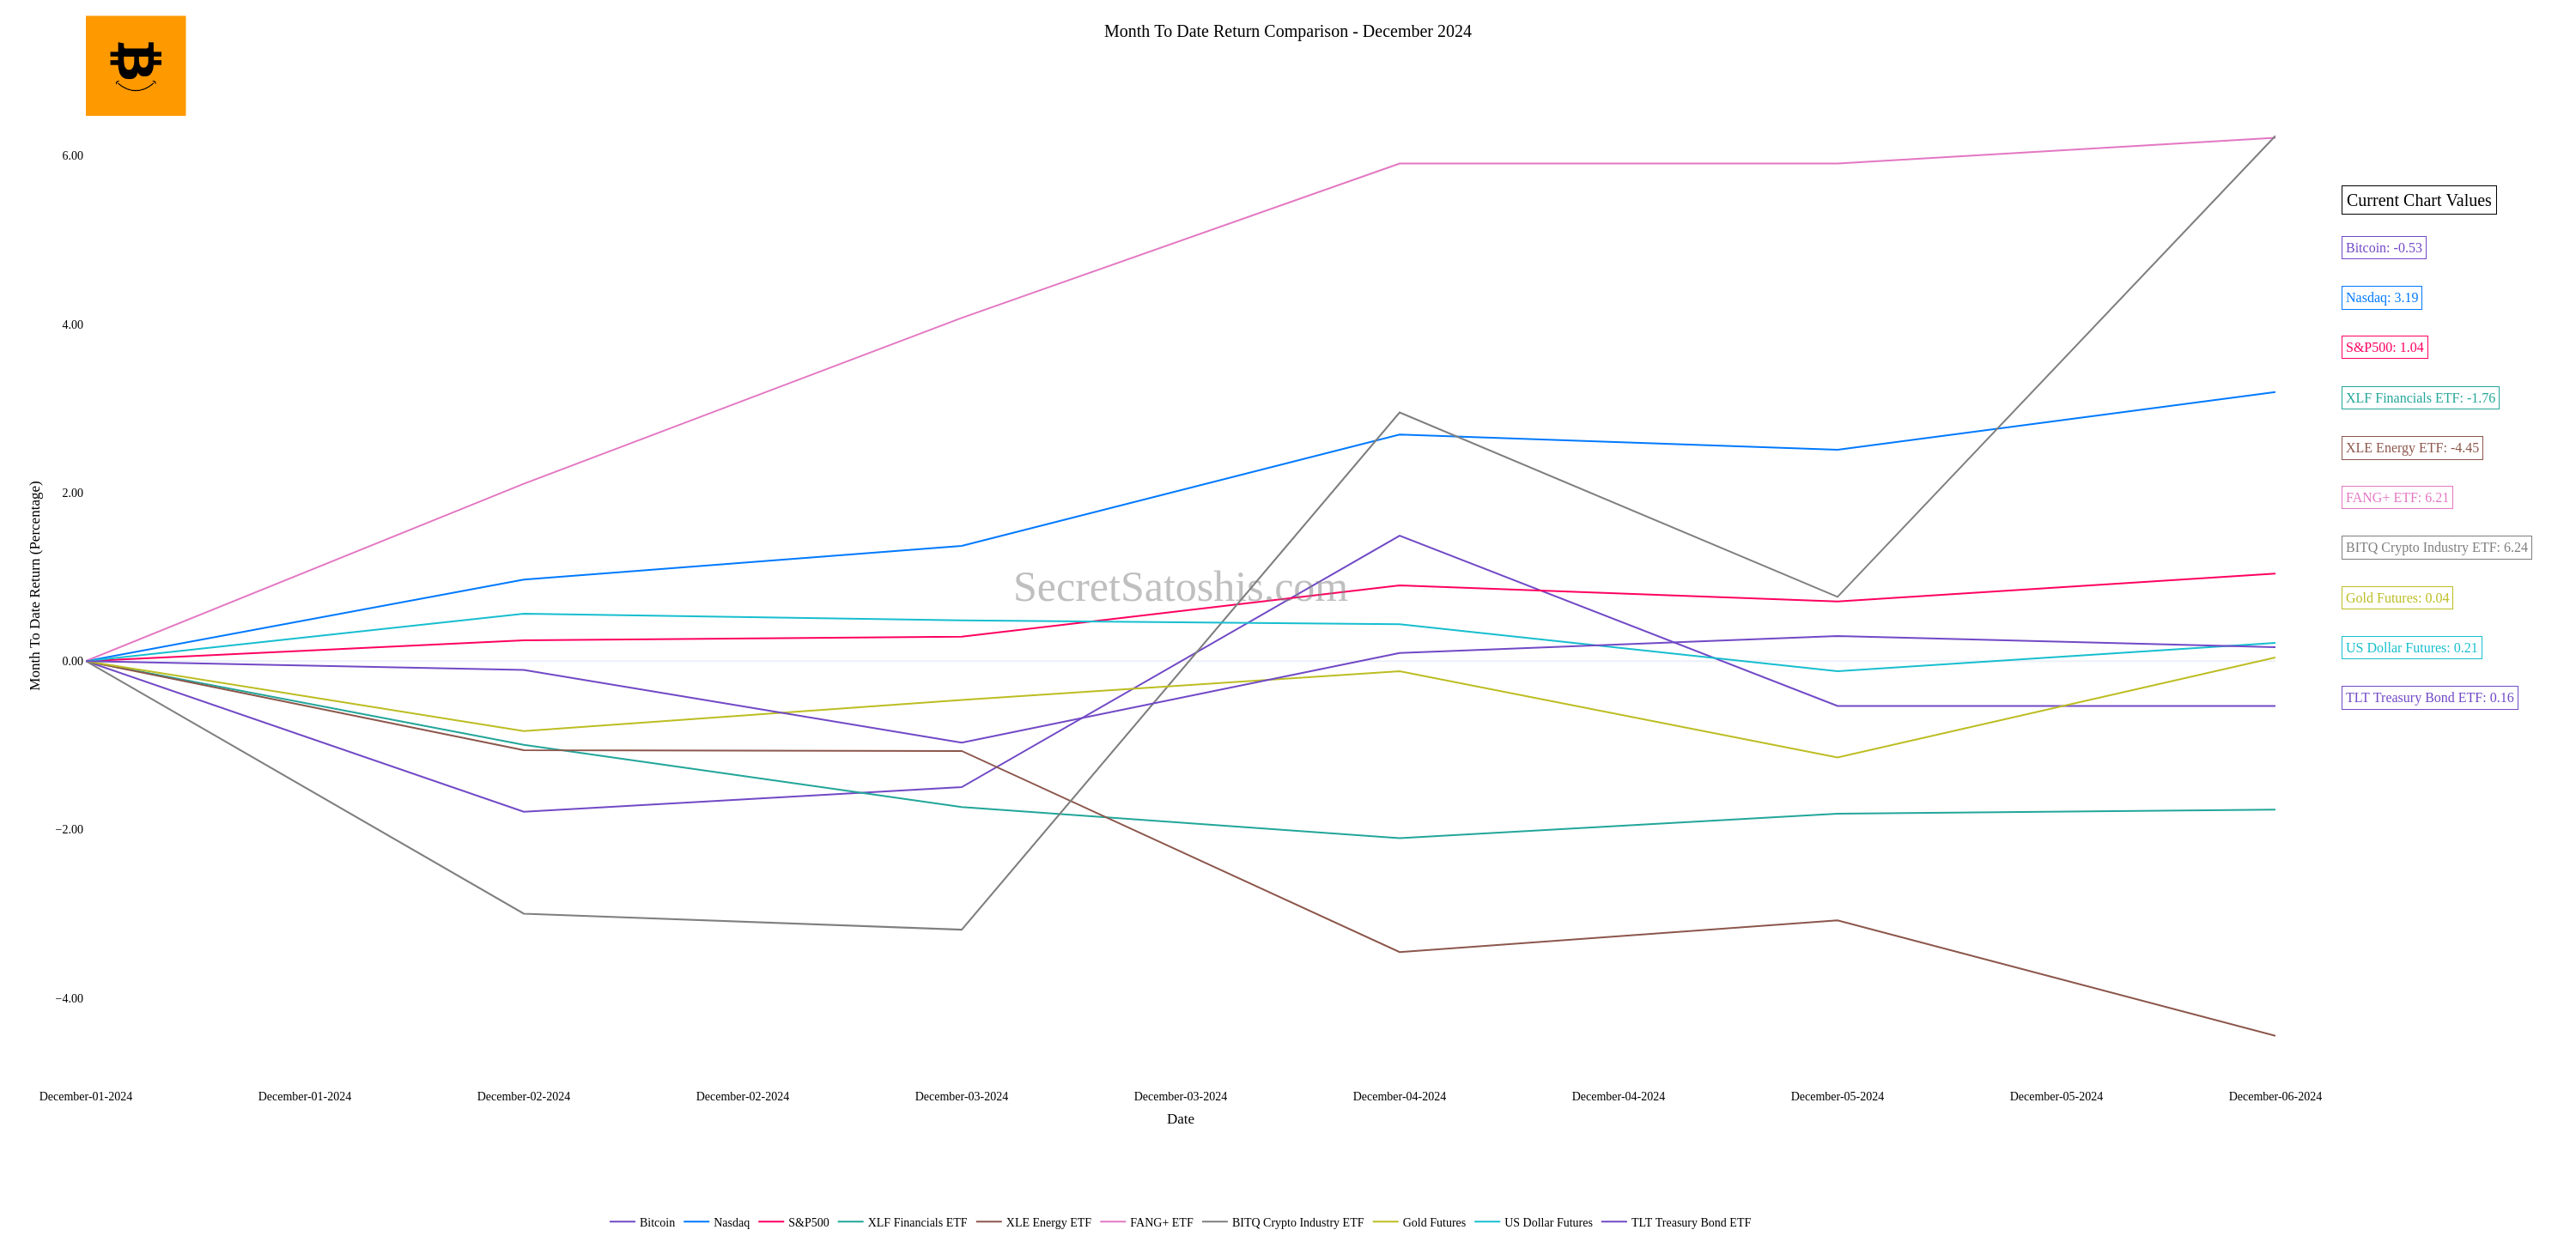 Month To Date Return Comparison - December 2024
6.00
4.00
2.00
0.00
−2.00
−4.00
Month To Date Return (Percentage)
SecretSatoshis.com
Current Chart Values
Bitcoin: -0.53
Nasdaq: 3.19
S&P500: 1.04
XLF Financials ETF: -1.76
XLE Energy ETF: -4.45
FANG+ ETF: 6.21
BITQ Crypto Industry ETF: 6.24
Gold Futures: 0.04
US Dollar Futures: 0.21
TLT Treasury Bond ETF: 0.16
December-01-2024 December-01-2024 December-02-2024 December-02-2024 December-03-2024 December-03-2024 December-04-2024 December-04-2024 December-05-2024 December-05-2024 December-06-2024
Date
Bitcoin Nasdaq S&P500 XLF Financials ETF XLE Energy ETF FANG+ ETF BITQ Crypto Industry ETF Gold Futures US Dollar Futures TLT Treasury Bond ETF